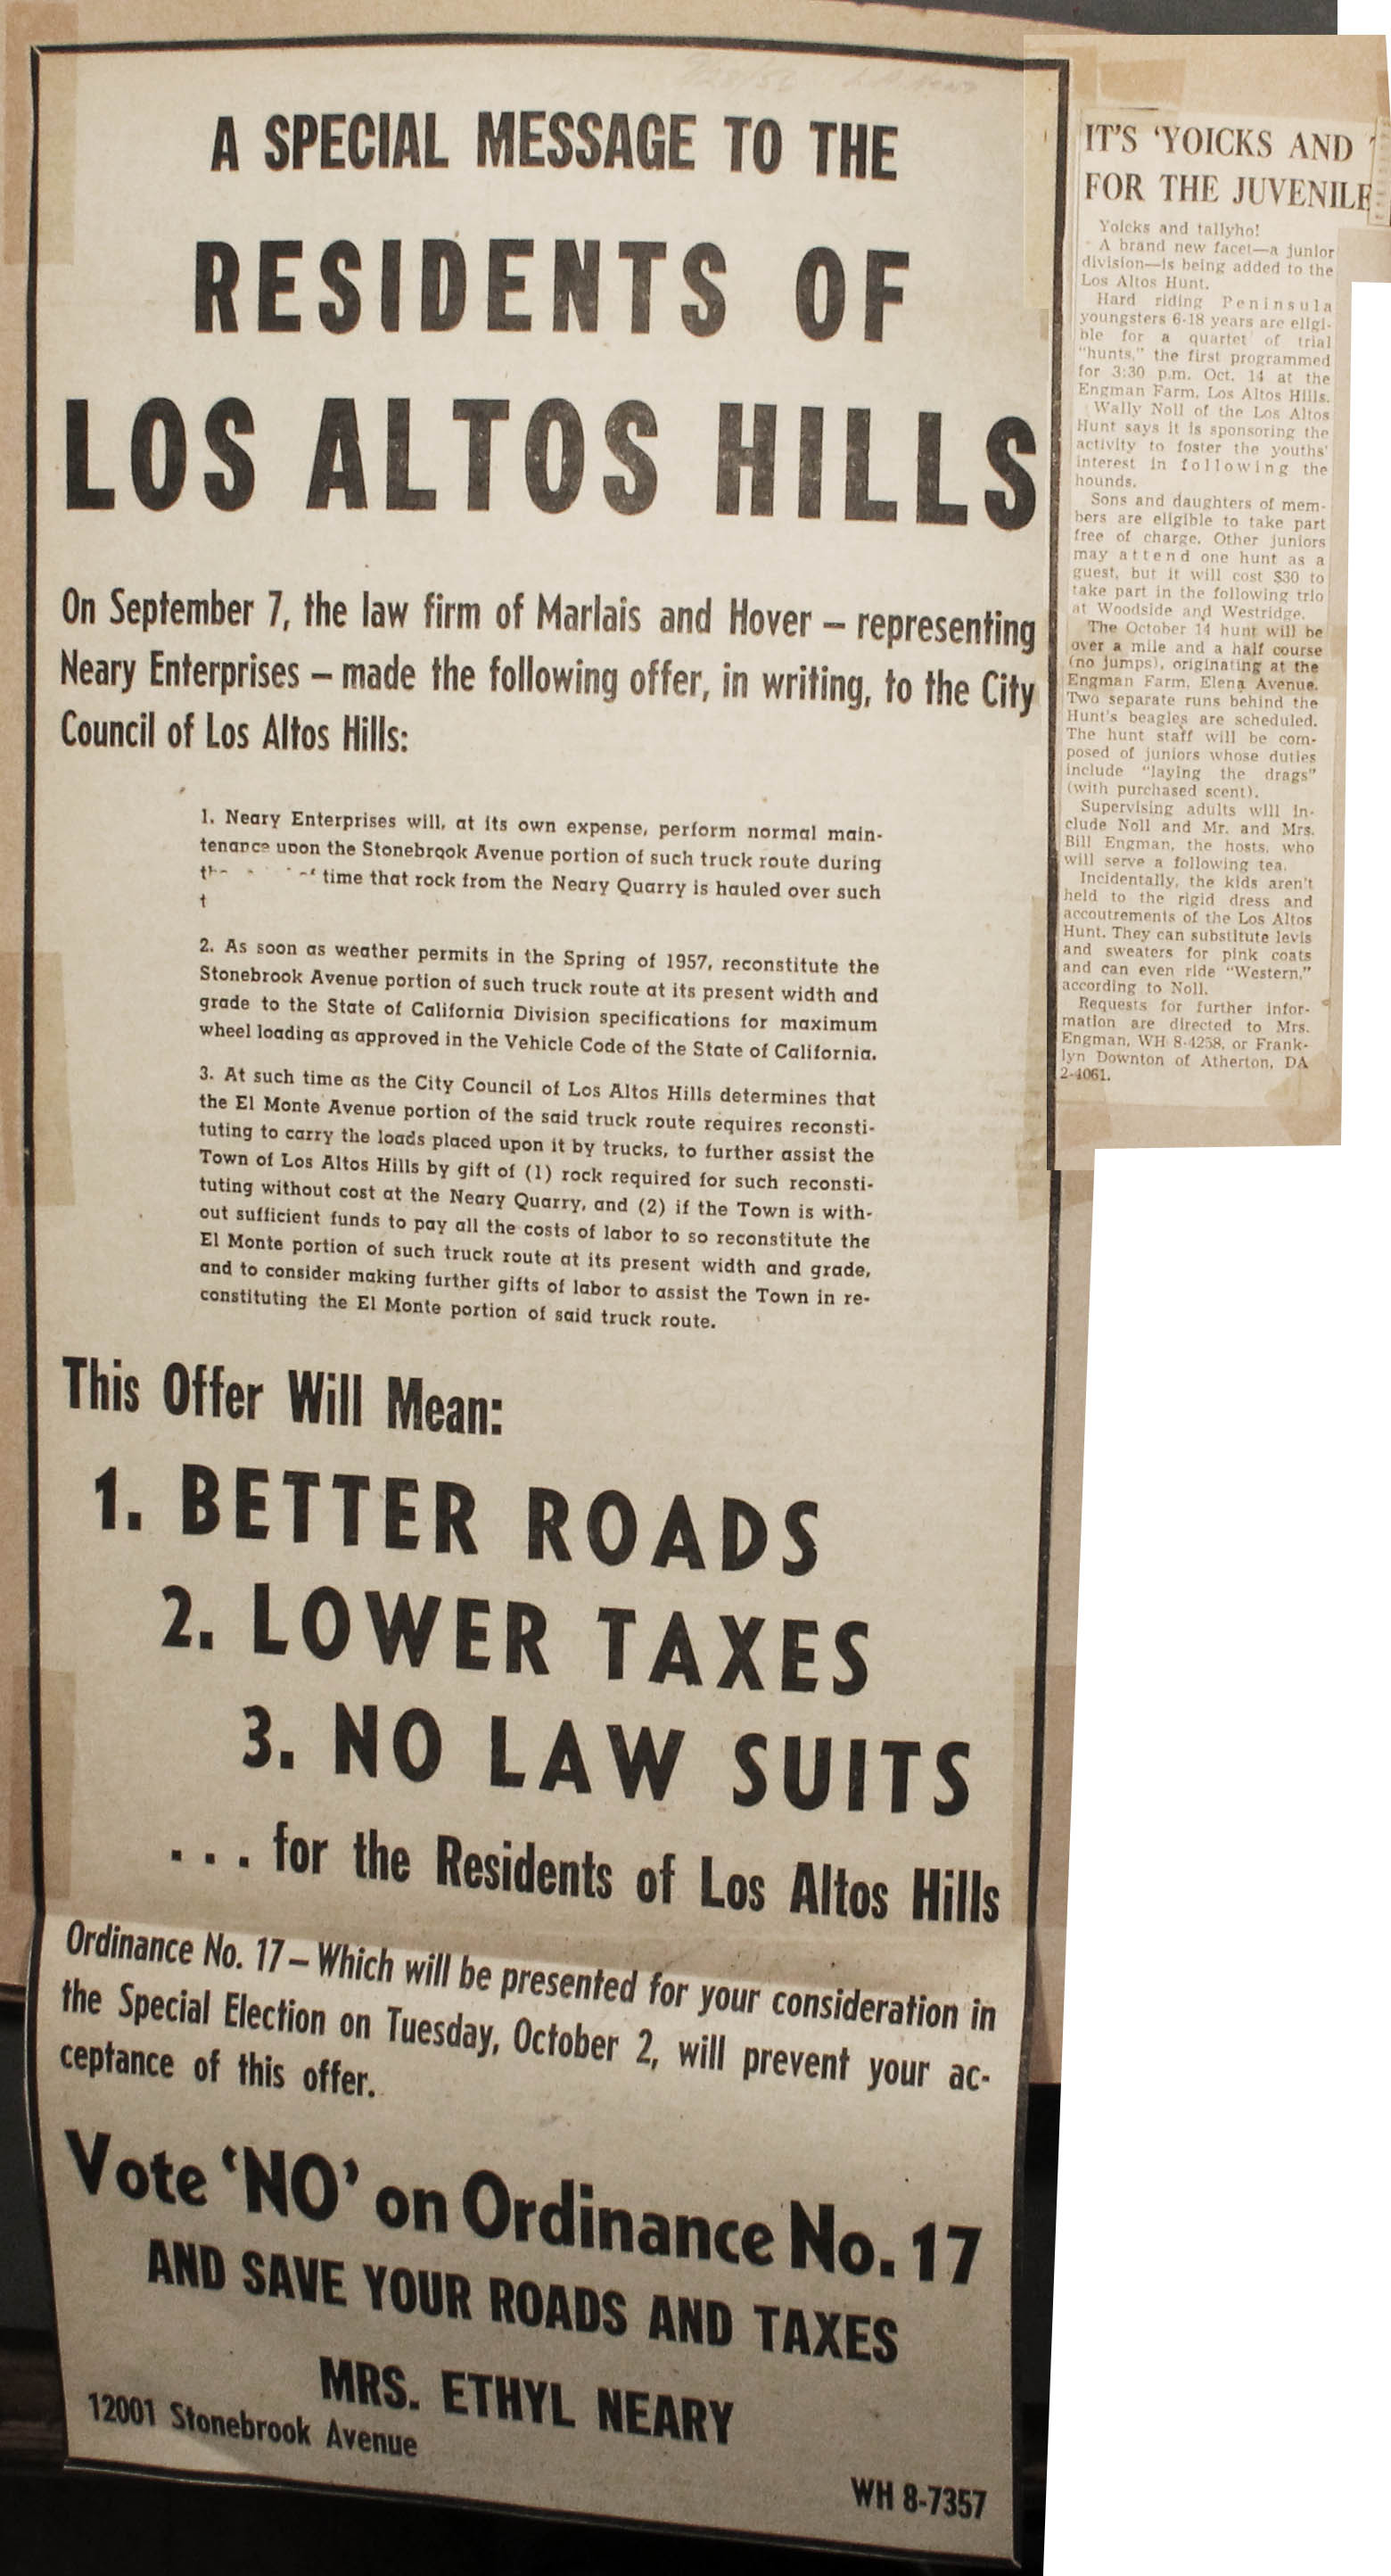 A SPECIAL MESSAGE TO THE
RESIDENTS OF
LOS ALTOS HILLS
On September 7, the law firm of Marlais and Hover – representing
Neary Enterprises – made the following offer, in writing, to the City
Council of Los Altos Hills:
1. Neary Enterprises will, at its own expense, perform normal main-
tenance upon the Stonebrook Avenue portion of such truck route during
time that rock from the Neary Quarry is hauled over such
t
2. As soon as weather permits in the Spring of 1957, reconstitute the
Stonebrook Avenue portion of such truck route at its present width and
grade to the State of California Division specifications for maximum
wheel loading as approved in the Vehicle Code of the State of California.
3. At such time as the City Council of Los Altos Hills determines that
the El Monte Avenue portion of the said truck route requires reconsti-
tuting to carry the loads placed upon it by trucks, to further assist the
Town of Los Altos Hills by gift of (1) rock required for such reconsti-
tuting without cost at the Neary Quarry, and (2) if the Town is with-
out sufficient funds to pay all the costs of labor to so reconstitute the
El Monte portion of such truck route at its present width and grade,
and to consider making further gifts of labor to assist the Town in re-
constituting the El Monte portion of said truck route.
This Offer Will Mean:
1. BETTER ROADS
2. LOWER TAXES
3. NO LAW SUITS
. . . for the Residents of Los Altos Hills
Ordinance No. 17 – Which will be presented for your consideration in
the Special Election on Tuesday, October 2, will prevent your ac-
ceptance of this offer.
Vote 'NO' on Ordinance No. 17
AND SAVE YOUR ROADS AND TAXES
MRS. ETHYL NEARY
12001 Stonebrook Avenue
WH 8-7357
IT'S 'YOICKS AND
FOR THE JUVENILE
Yoicks and tallyho!
A brand new facet—a junior
division—is being added to the
Los Altos Hunt.
Hard riding Peninsula
youngsters 6-18 years are eligi-
ble for a quartet of trial
"hunts," the first programmed
for 3:30 p.m. Oct. 14 at the
Engman Farm, Los Altos Hills.
Wally Noll of the Los Altos
Hunt says it is sponsoring the
activity to foster the youths'
interest in following the
hounds.
Sons and daughters of mem-
bers are eligible to take part
free of charge. Other juniors
may attend one hunt as a
guest, but it will cost $30 to
take part in the following trio
at Woodside and Westridge.
The October 14 hunt will be
over a mile and a half course
(no jumps), originating at the
Engman Farm, Elena Avenue.
Two separate runs behind the
Hunt's beagles are scheduled.
The hunt staff will be com-
posed of juniors whose duties
include "laying the drags"
(with purchased scent).
Supervising adults will in-
clude Noll and Mr. and Mrs.
Bill Engman, the hosts, who
will serve a following tea.
Incidentally, the kids aren't
held to the rigid dress and
accoutrements of the Los Altos
Hunt. They can substitute levis
and sweaters for pink coats
and can even ride "Western,"
according to Noll.
Requests for further infor-
mation are directed to Mrs.
Engman, WH 8-4258, or Frank-
lyn Downton of Atherton, DA
2-4061.